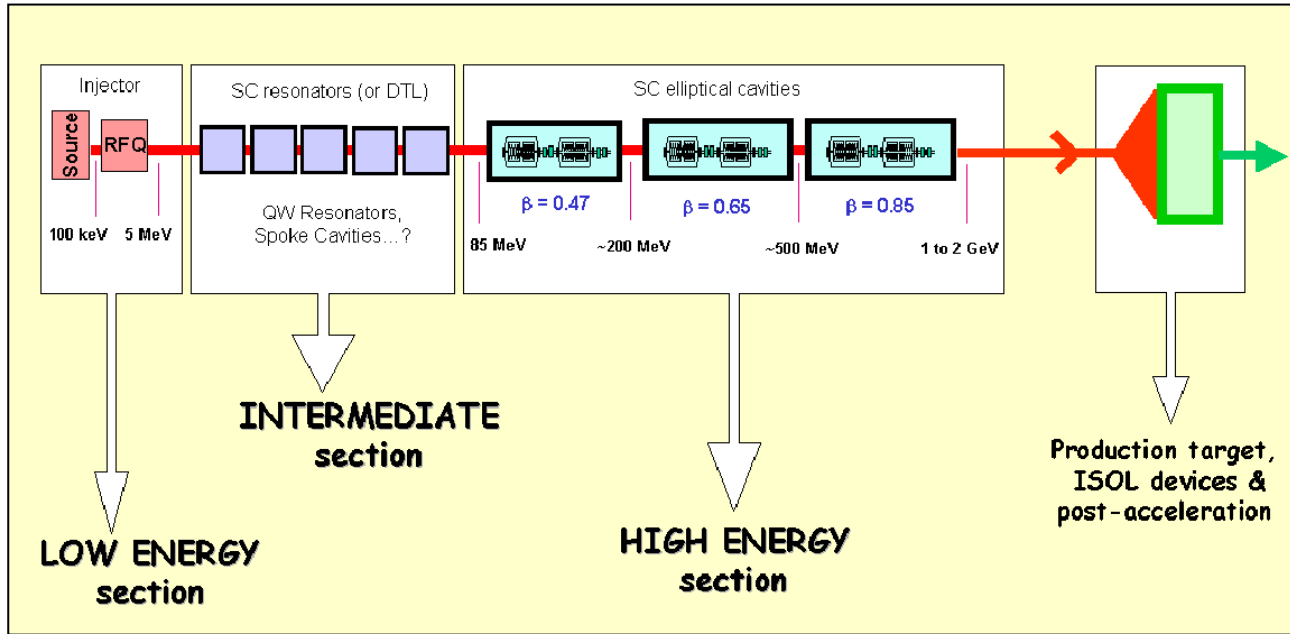 Injector
Source
RFQ
100 keV
5 MeV
SC resonators (or DTL)
QW Resonators,
Spoke Cavities...?
SC elliptical cavities
β = 0.47
β = 0.65
β = 0.85
85 MeV
~200 MeV
~500 MeV
1 to 2 GeV
LOW ENERGY
section
INTERMEDIATE
section
HIGH ENERGY
section
Production target,
ISOL devices &
post-acceleration